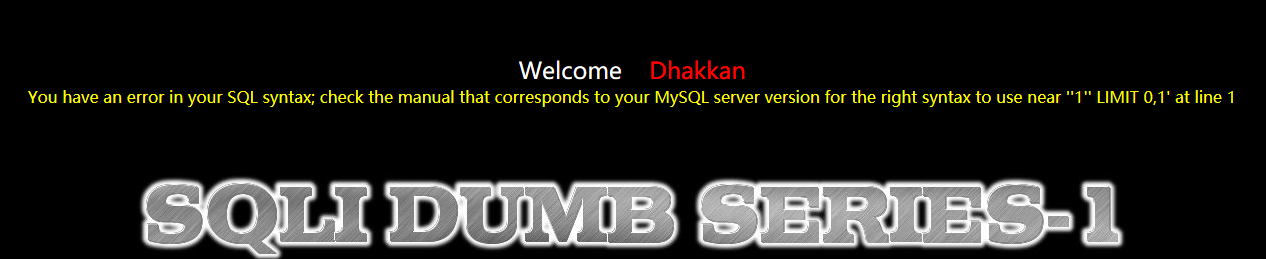 Welcome Dhakkan
You have an error in your SQL syntax; check the manual that corresponds to your MySQL server version for the right syntax to use near ''1'' LIMIT 0,1' at line 1
SQLI DUMB SERIES-1